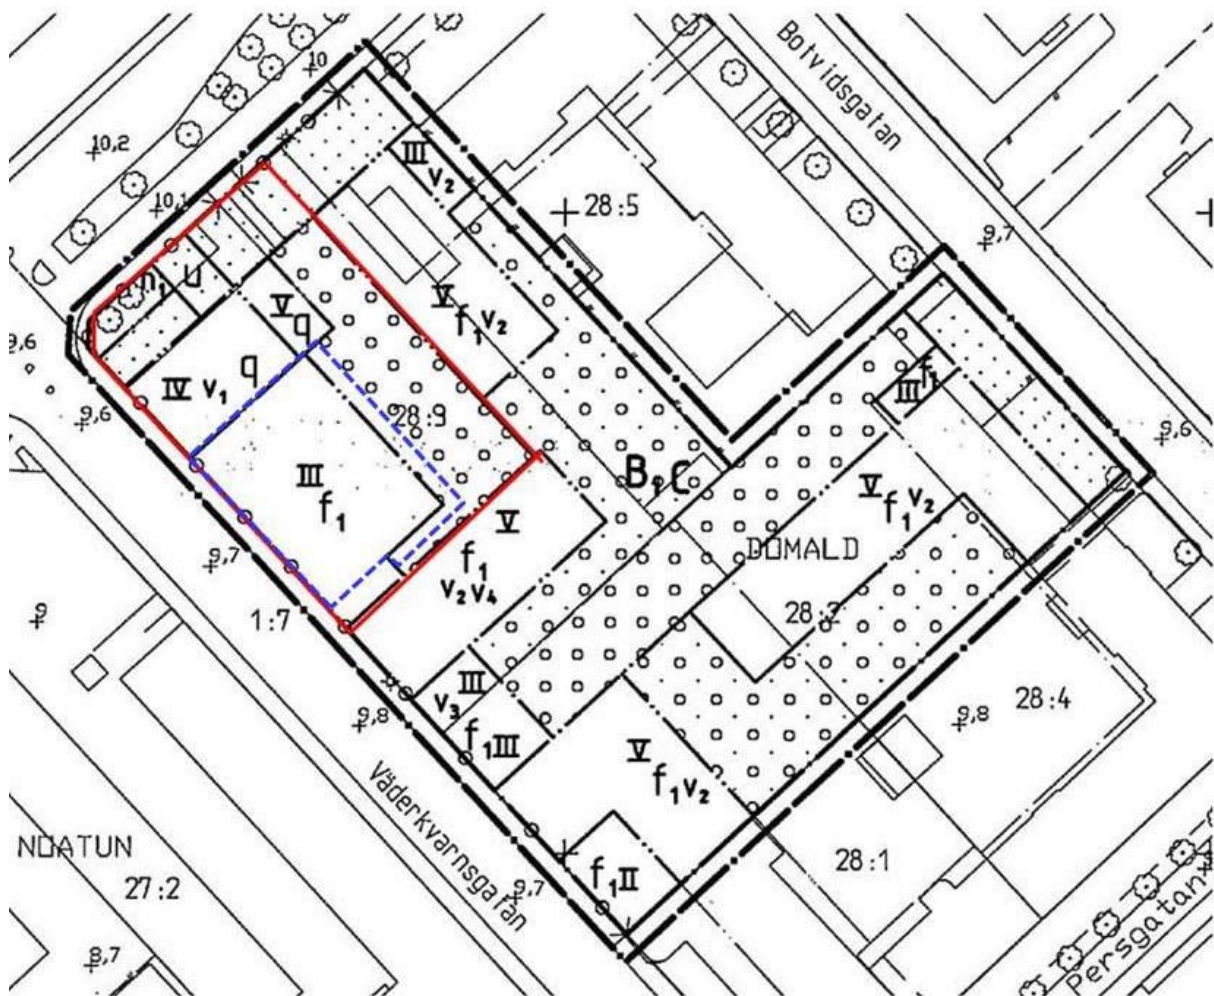 Botvidsgatan
10
10,2
III
v₂
10,1
28:5
9,7
n₁ U
V
q
V
f₁ v₂
9,6
q
IV v₁
f₁
III
9,6
28:9
9,6
III
f₁
B, C
V
f₁ v₂
V
f₁
v₂ v₄
DOMALD
9,7
9
1:7
28:2
III
v₃
f₁ III
28:4
9,8
9,8
V
f₁ v₂
Väderkvarnsgatan
NOATUN
27:2
28:1
f₁ II
9,7
8,7
Persgatan